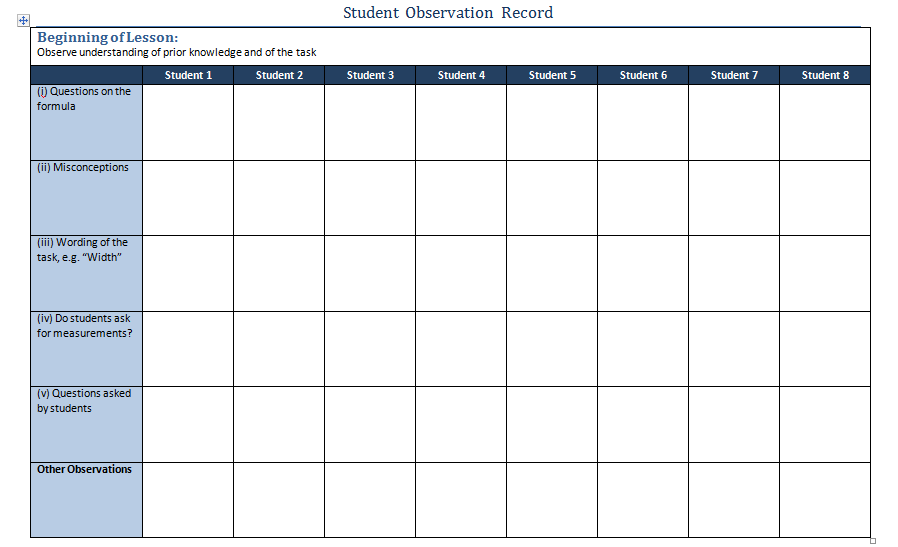 Student Observation Record
Beginning of Lesson:
Observe understanding of prior knowledge and of the task
Student 1 Student 2 Student 3 Student 4 Student 5 Student 6 Student 7 Student 8
(i) Questions on the
formula
(ii) Misconceptions
(iii) Wording of the
task, e.g. “Width”
(iv) Do students ask
for measurements?
(v) Questions asked
by students
Other Observations